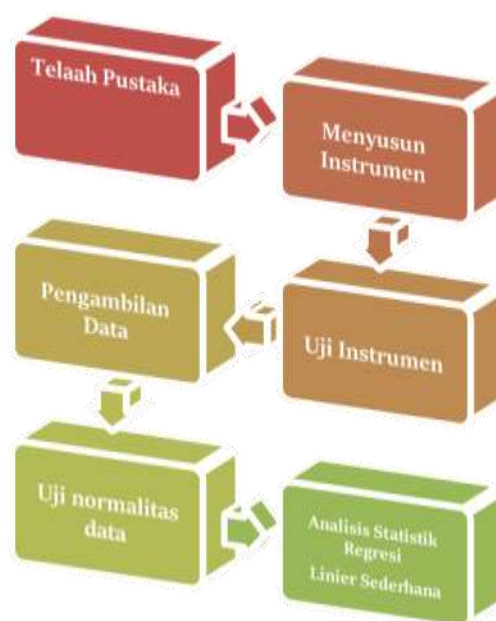 Telaah Pustaka
Menyusun
Instrumen
Uji Instrumen
Pengambilan
Data
Uji normalitas
data
Analisis Statistik
Regresi
Linier Sederhana